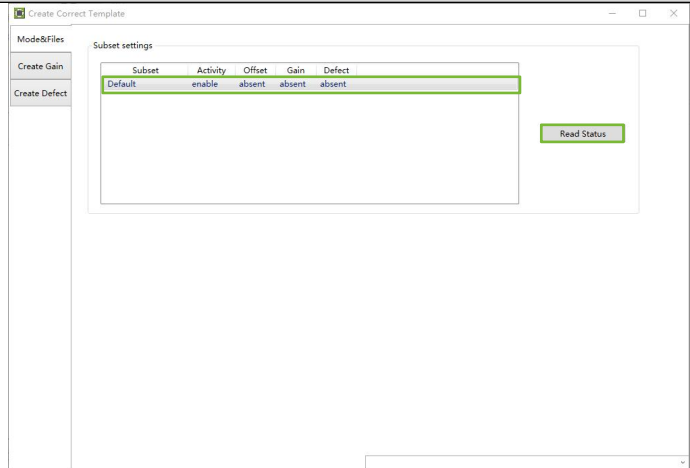 Create Correct Template
Mode&Files
Create Gain
Create Defect
Subset settings
Subset Activity Offset Gain Defect
Default enable absent absent absent
Read Status